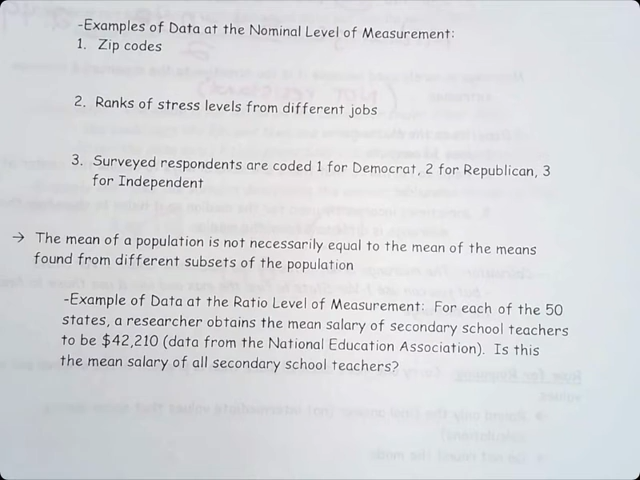 -Examples of Data at the Nominal Level of Measurement:
1. Zip codes
2. Ranks of stress levels from different jobs
3. Surveyed respondents are coded 1 for Democrat, 2 for Republican, 3
for Independent
→ The mean of a population is not necessarily equal to the mean of the means
found from different subsets of the population
-Example of Data at the Ratio Level of Measurement: For each of the 50
states, a researcher obtains the mean salary of secondary school teachers
to be $42,210 (data from the National Education Association). Is this
the mean salary of all secondary school teachers?